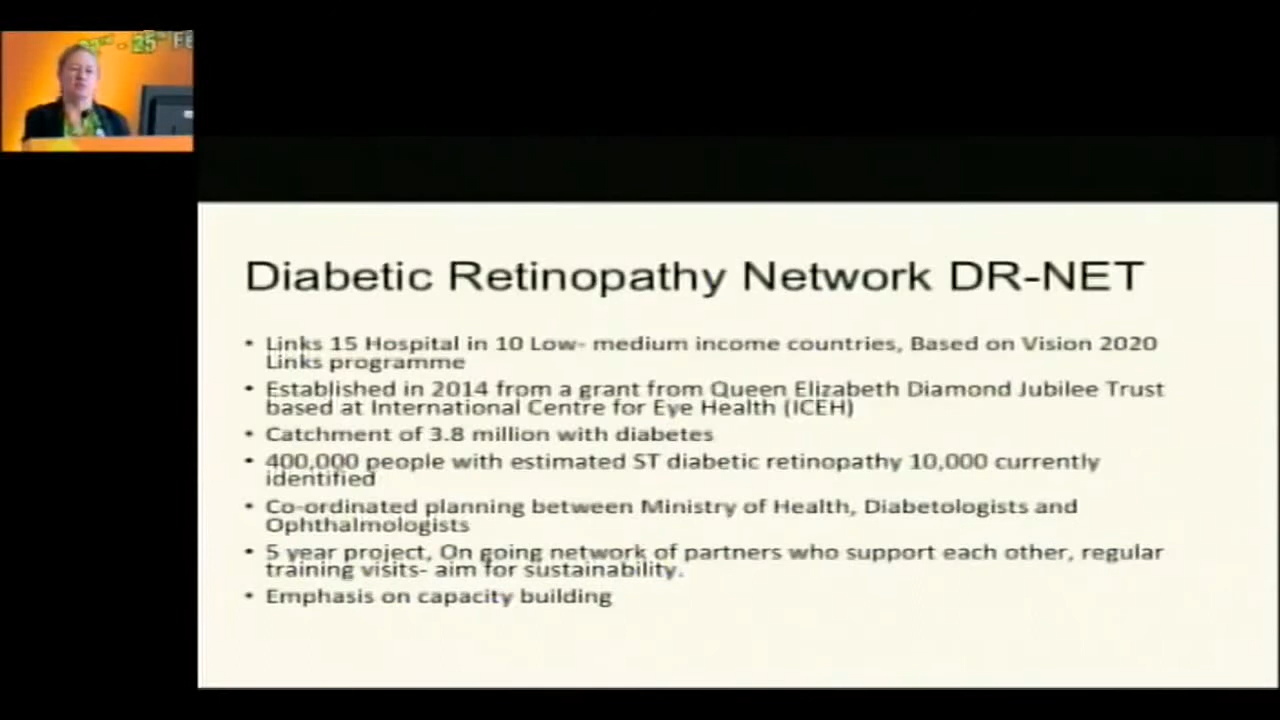 - 25th FE
Diabetic Retinopathy Network DR-NET
• Links 15 Hospital in 10 Low- medium income countries, Based on Vision 2020
Links programme
• Established in 2014 from a grant from Queen Elizabeth Diamond Jubilee Trust
based at International Centre for Eye Health (ICEH)
• Catchment of 3.8 million with diabetes
• 400,000 people with estimated ST diabetic retinopathy 10,000 currently
identified
• Co-ordinated planning between Ministry of Health, Diabetologists and
Ophthalmologists
• 5 year project, On going network of partners who support each other, regular
training visits- aim for sustainability.
• Emphasis on capacity building